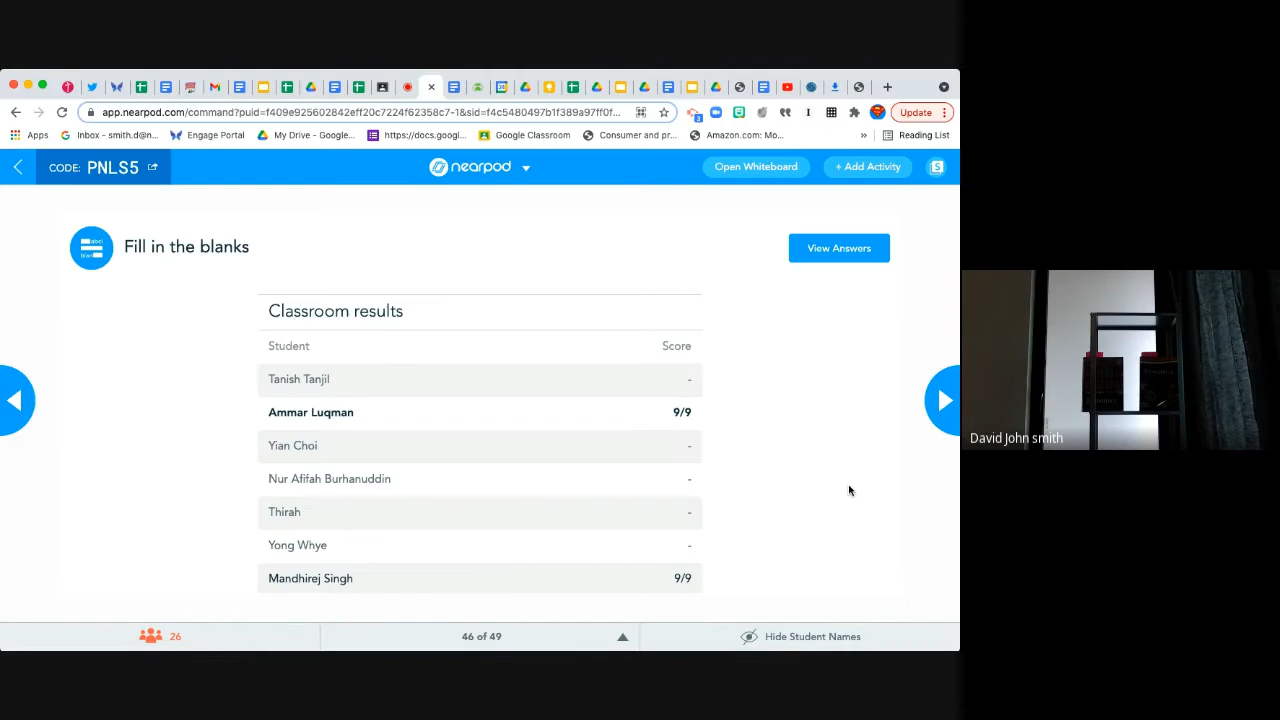 app.nearpod.com/command?puid=f409e925602842eff20c7224f62358c7-1&sid=f4c5480497b1f389a97ff0f...
Update
Apps
Inbox - smith.d@n...
Engage Portal
My Drive - Google...
https://docs.googl...
Google Classroom
Consumer and pr...
Amazon.com: Mo...
»
Reading List
CODE: PNLS5
nearpod
Open Whiteboard
+ Add Activity
S
Fill in the blanks
View Answers
Classroom results
Student Score
Tanish Tanjil -
Ammar Luqman 9/9
Yian Choi -
Nur Afifah Burhanuddin -
Thirah -
Yong Whye -
Mandhirej Singh 9/9
26
46 of 49
Hide Student Names
David John smith